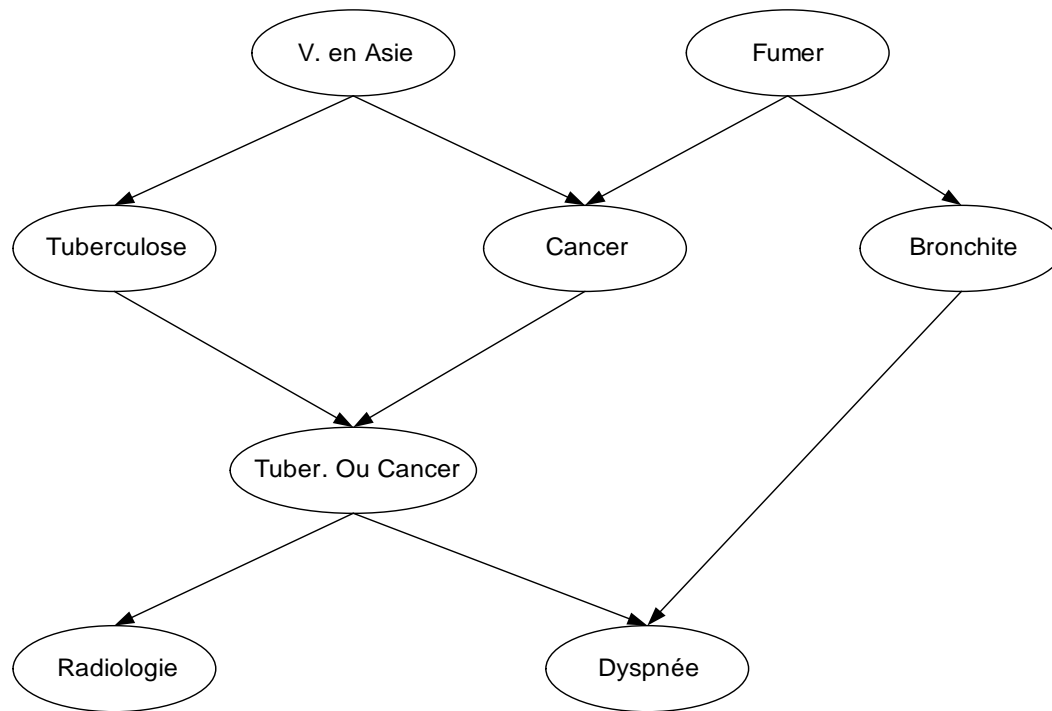 V. en Asie
Fumer
Tuberculose
Cancer
Bronchite
Tuber. Ou Cancer
Radiologie
Dyspnée